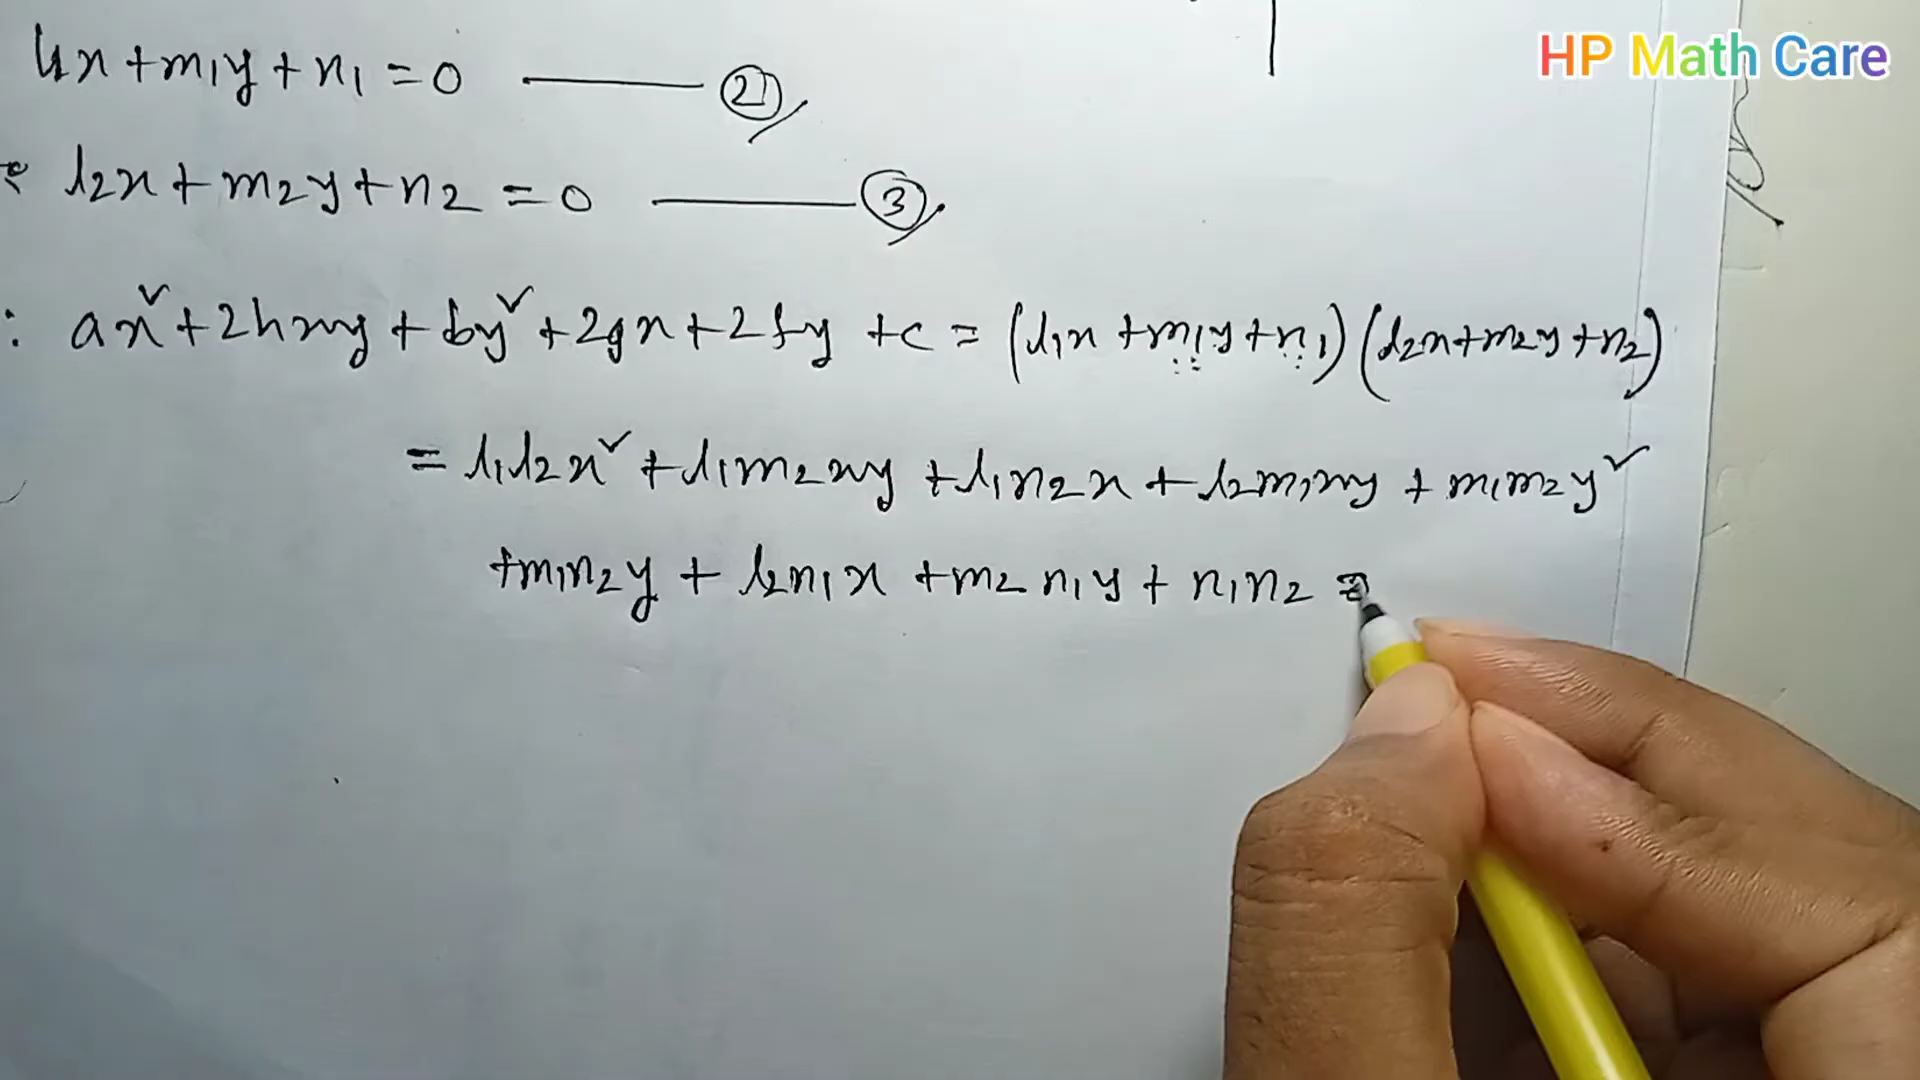 HP Math Care
l₁x + m₁y + n₁ = 0 ——— ②
l₂x + m₂y + n₂ = 0 ——— ③
: ax² + 2hxy + by² + 2gx + 2fy + c = (l₁x + m₁y + n₁)(l₂x + m₂y + n₂)
= l₁l₂x² + l₁m₂xy + l₁n₂x + l₂m₁xy + m₁m₂y²
+ m₁n₂y + l₂n₁x + m₂n₁y + n₁n₂